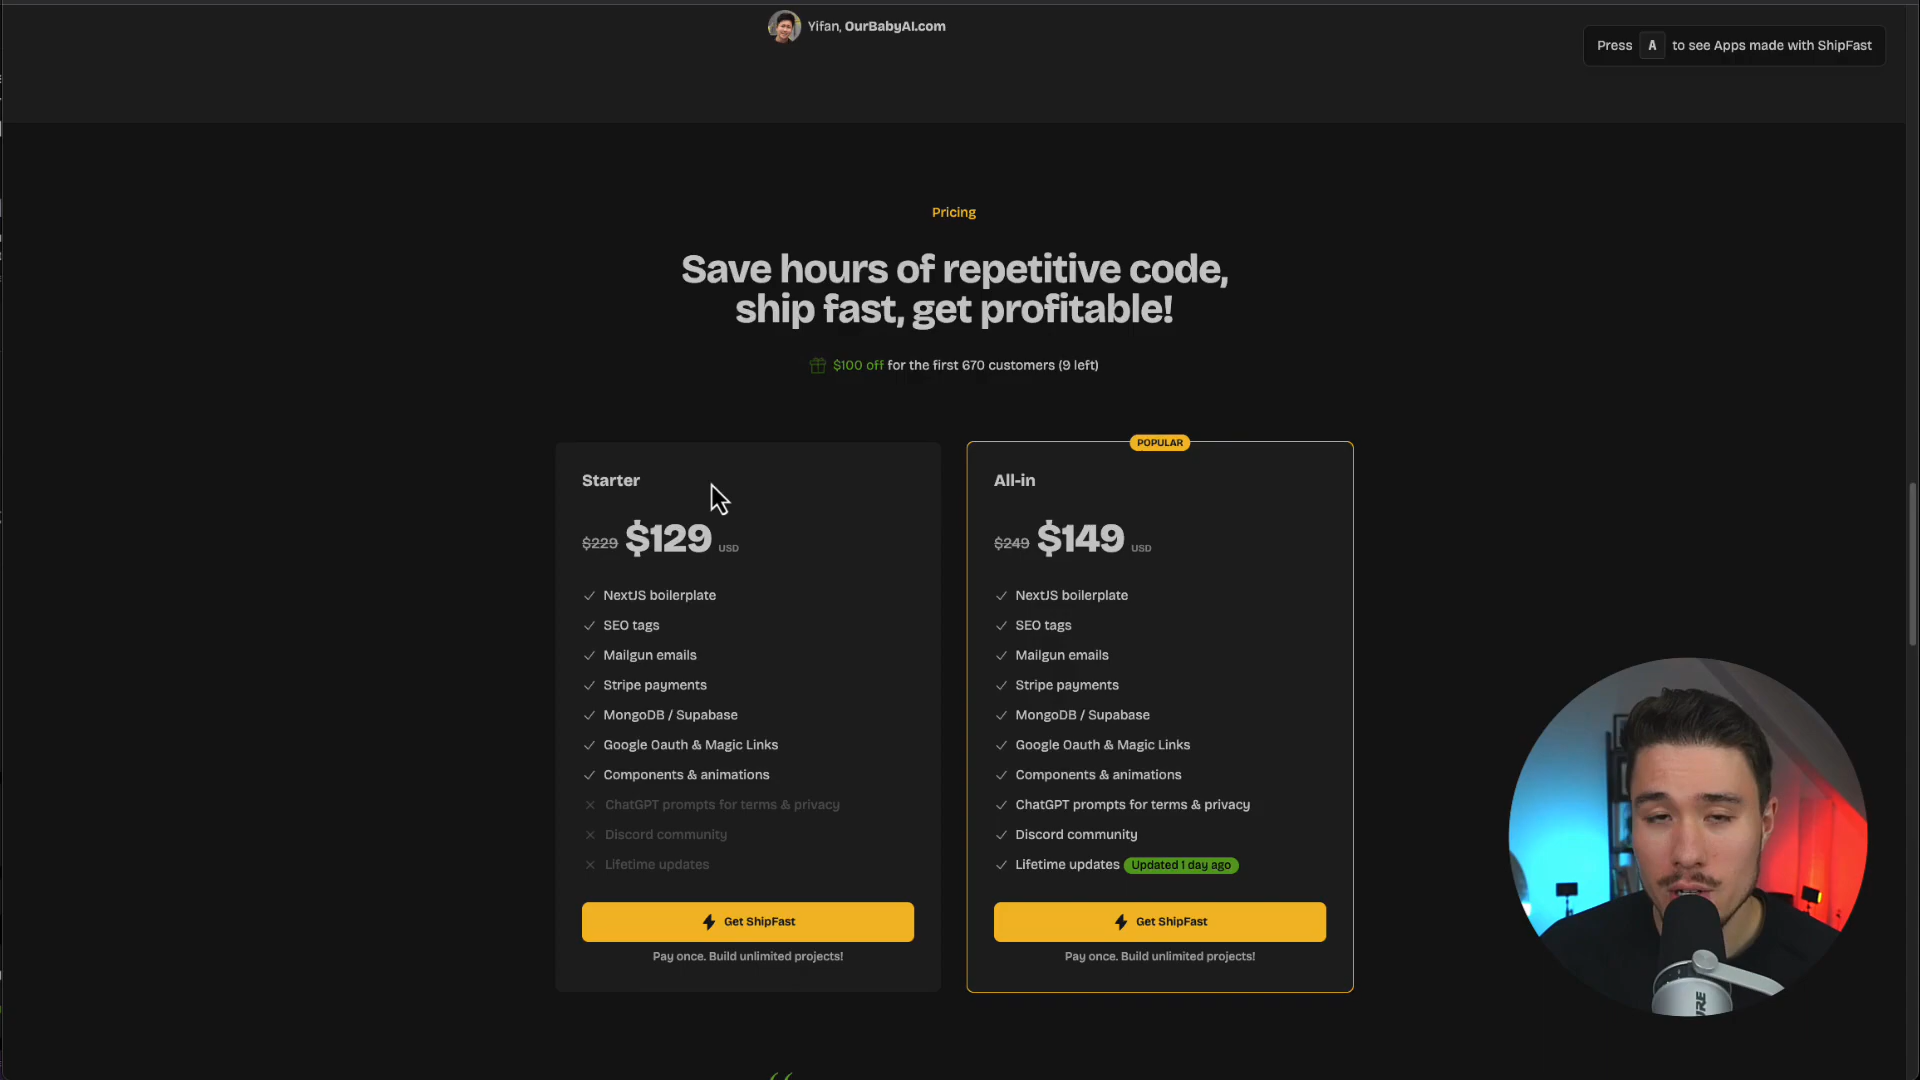 Yifan, OurBabyAI.com
Press A to see Apps made with ShipFast
Pricing
Save hours of repetitive code,
ship fast, get profitable!
$100 off for the first 670 customers (9 left)
Starter
$229 $129 USD
NextJS boilerplate
SEO tags
Mailgun emails
Stripe payments
MongoDB / Supabase
Google Oauth & Magic Links
Components & animations
ChatGPT prompts for terms & privacy
Discord community
Lifetime updates
Get ShipFast
Pay once. Build unlimited projects!
POPULAR
All-in
$249 $149 USD
NextJS boilerplate
SEO tags
Mailgun emails
Stripe payments
MongoDB / Supabase
Google Oauth & Magic Links
Components & animations
ChatGPT prompts for terms & privacy
Discord community
Lifetime updates Updated 1 day ago
Get ShipFast
Pay once. Build unlimited projects!